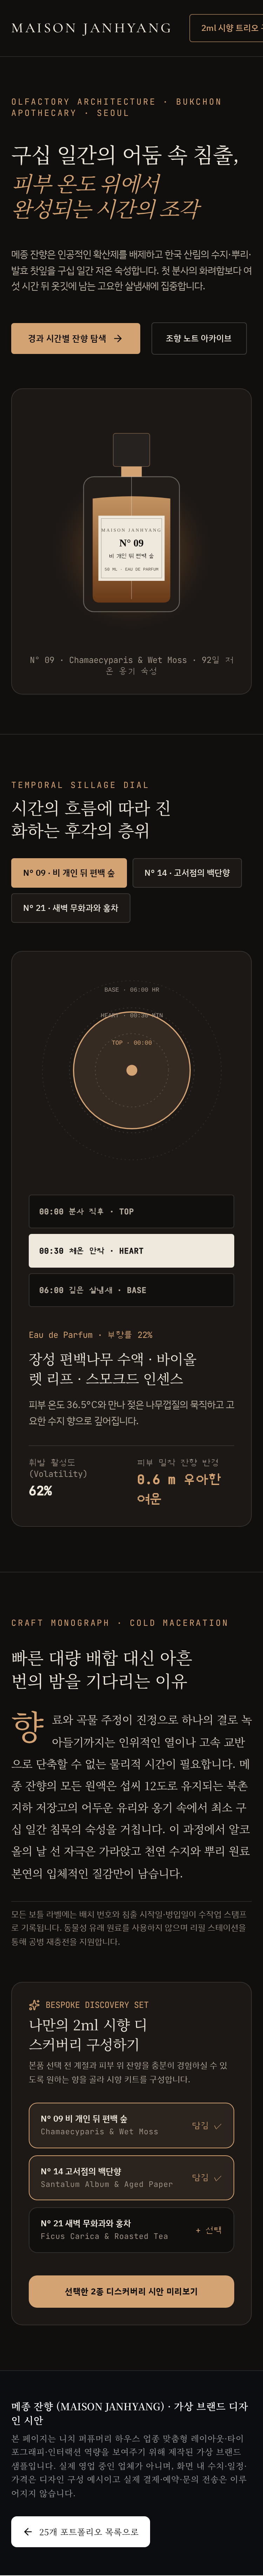 MAISON JANHYANG
2ml 시향 트리오
OLFACTORY ARCHITECTURE · BUKCHON
APOTHECARY · SEOUL
구십 일간의 어둠 속 침출,
피부 온도 위에서
완성되는 시간의 조각
메종 잔향은 인공적인 확산제를 배제하고 한국 산림의 수지·뿌리·
발효 찻잎을 구십 일간 저온 숙성합니다. 첫 분사의 화려함보다 여
섯 시간 뒤 옷깃에 남는 고요한 살냄새에 집중합니다.
경과 시간별 잔향 탐색 →
조향 노트 아카이브
MAISON JANHYANG
N° 09
비 개인 뒤 편백 숲
50 ML · EAU DE PARFUM
N° 09 · Chamaecyparis & Wet Moss · 92일 저
온 옹기 숙성
TEMPORAL SILLAGE DIAL
시간의 흐름에 따라 진
화하는 후각의 층위
N° 09 · 비 개인 뒤 편백 숲
N° 14 · 고서점의 백단향
N° 21 · 새벽 무화과와 홍차
BASE · 06:00 HR
HEART · 00:30 MIN
TOP · 00:00
00:00 분사 직후 · TOP
00:30 체온 안착 · HEART
06:00 깊은 살냄새 · BASE
Eau de Parfum · 부향률 22%
장성 편백나무 수액 · 바이올
렛 리프 · 스모크드 인센스
피부 온도 36.5°C와 만나 젖은 나무껍질의 묵직하고 고
요한 수지 향으로 깊어집니다.
휘발 활성도
(Volatility)
62%
피부 밀착 잔향 반경
0.6 m 우아한
여운
CRAFT MONOGRAPH · COLD MACERATION
빠른 대량 배합 대신 아흔
번의 밤을 기다리는 이유
향료와 곡물 주정이 진정으로 하나의 결로 녹
아들기까지는 인위적인 열이나 고속 교반
으로 단축할 수 없는 물리적 시간이 필요합니다. 메
종 잔향의 모든 원액은 섭씨 12도로 유지되는 북촌
지하 저장고의 어두운 유리와 옹기 속에서 최소 구
십 일간 침묵의 숙성을 거칩니다. 이 과정에서 알코
올의 날 선 자극은 가라앉고 천연 수지와 뿌리 원료
본연의 입체적인 질감만이 남습니다.
모든 보틀 라벨에는 배치 번호와 침출 시작일·병입일이 수작업 스탬프
로 기록됩니다. 동물성 유래 원료를 사용하지 않으며 리필 스테이션을
통해 공병 재충전을 지원합니다.
BESPOKE DISCOVERY SET
나만의 2ml 시향 디
스커버리 구성하기
본품 선택 전 계절과 피부 위 잔향을 충분히 경험하실 수 있
도록 원하는 향을 골라 시향 키트를 구성합니다.
N° 09 비 개인 뒤 편백 숲
Chamaecyparis & Wet Moss
담김 ✓
N° 14 고서점의 백단향
Santalum Album & Aged Paper
담김 ✓
N° 21 새벽 무화과와 홍차
Ficus Carica & Roasted Tea
+ 선택
선택한 2종 디스커버리 시안 미리보기
메종 잔향 (MAISON JANHYANG) · 가상 브랜드 디자
인 시안
본 페이지는 니치 퍼퓨머리 하우스 업종 맞춤형 레이아웃·타이
포그래피·인터랙션 역량을 보여주기 위해 제작된 가상 브랜드
샘플입니다. 실제 영업 중인 업체가 아니며, 화면 내 수치·일정·
가격은 디자인 구성 예시이고 실제 결제·예약·문의 전송은 이루
어지지 않습니다.
← 25개 포트폴리오 목록으로